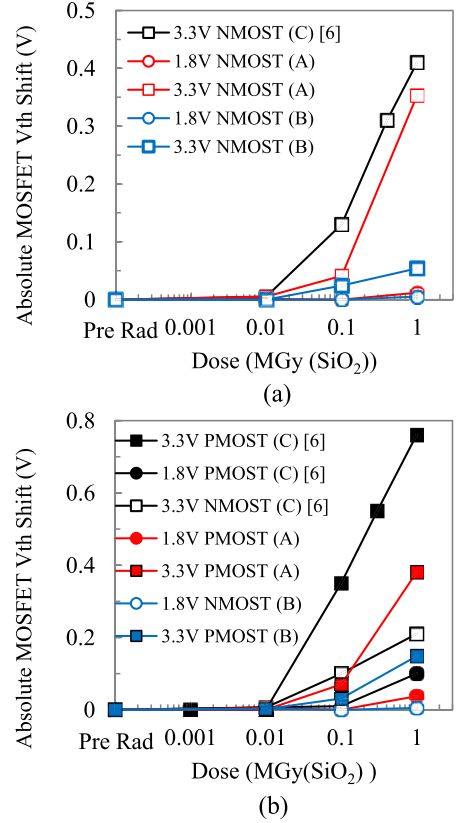 Absolute MOSFET Vth Shift (V)
0.5
0.4
0.3
0.2
0.1
0
3.3V NMOST (C) [6]
1.8V NMOST (A)
3.3V NMOST (A)
1.8V NMOST (B)
3.3V NMOST (B)
Pre Rad 0.001 0.01 0.1 1
Dose (MGy (SiO₂))
(a)
Absolute MOSFET Vth Shift (V)
0.8
0.6
0.4
0.2
0
3.3V PMOST (C) [6]
1.8V PMOST (C) [6]
3.3V NMOST (C) [6]
1.8V PMOST (A)
3.3V PMOST (A)
1.8V NMOST (B)
3.3V PMOST (B)
Pre Rad 0.001 0.01 0.1 1
Dose (MGy(SiO₂) )
(b)